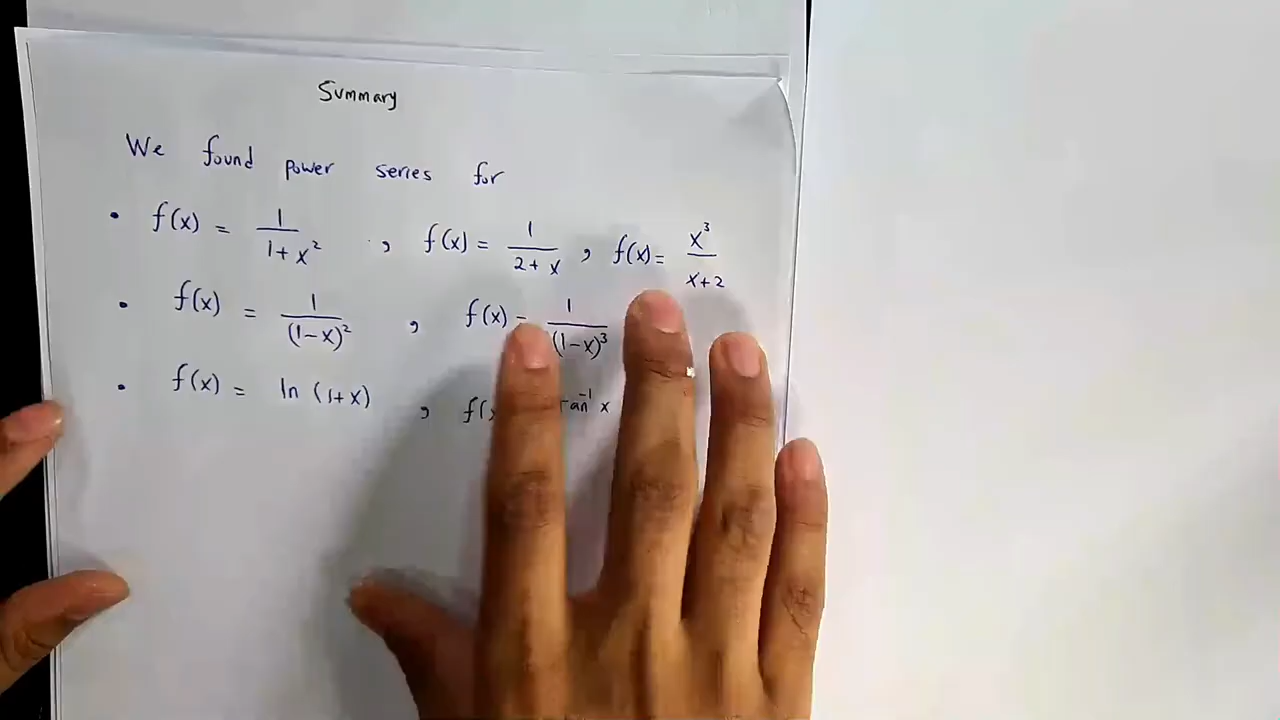 Summary
We found power series for
• f(x) = 1/(1+x²) , f(x) = 1/(2+x) , f(x) = x³/(x+2)
• f(x) = 1/(1-x)² , f(x) = 1/(1-x)³
• f(x) = ln (1+x) , f(x an⁻¹ x